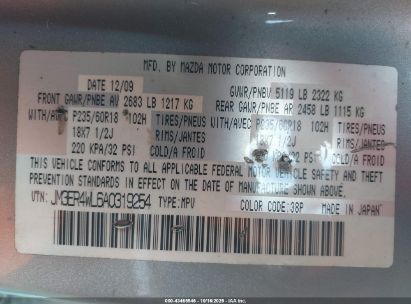 MFD. BY MAZDA MOTOR CORPORATION
DATE 12/09 GVWR/PNBV 5119 LB 2322 KG
FRONT GAWR/PNBE AV 2683 LB 1217 KG REAR GAWR/PNBE AR 2458 LB 1115 KG
WITH/AVEC P235/60R18 102H TIRES/PNEUS WITH/AVEC P235/60R18 102H TIRES/PNEUS
18X7 1/2J RIMS/JANTES 18X7 1/2J RIMS/JANTES
220 KPA/32 PSI COLD/A FROID KPA/32 PSI COLD/A FROID
THIS VEHICLE CONFORMS TO ALL APPLICABLE FEDERAL MOTOR VEHICLE
SAFETY STANDARDS IN EFFECT ON THE DATE OF MANUFACTURE SHOWN ABOVE.
VIN: JM3ER4WL6A0319254 TYPE:MPV COLOR CODE:38P MADE IN JAPAN